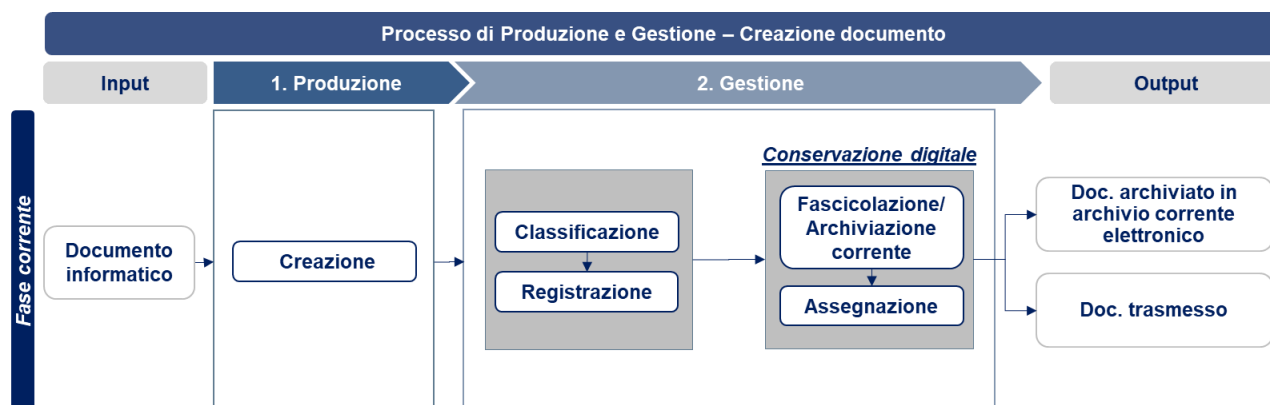 Processo di Produzione e Gestione – Creazione documento
Input
1. Produzione
2. Gestione
Output
Fase corrente
Documento
informatico
Creazione
Classificazione
Registrazione
Conservazione digitale
Fascicolazione/
Archiviazione
corrente
Assegnazione
Doc. archiviato in
archivio corrente
elettronico
Doc. trasmesso